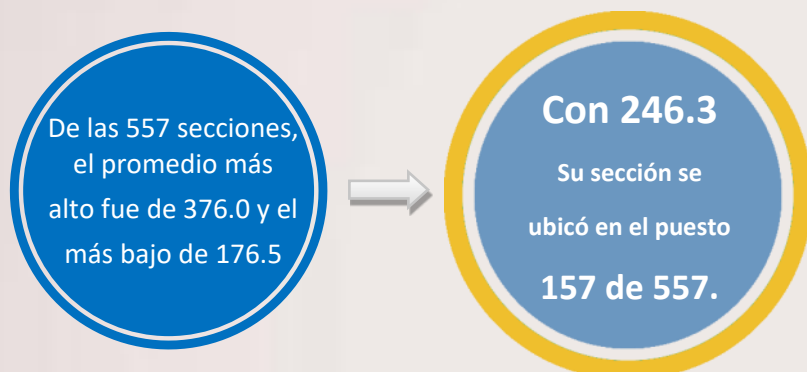 De las 557 secciones,
el promedio más
alto fue de 376.0 y el
más bajo de 176.5
Con 246.3
Su sección se
ubicó en el puesto
157 de 557.